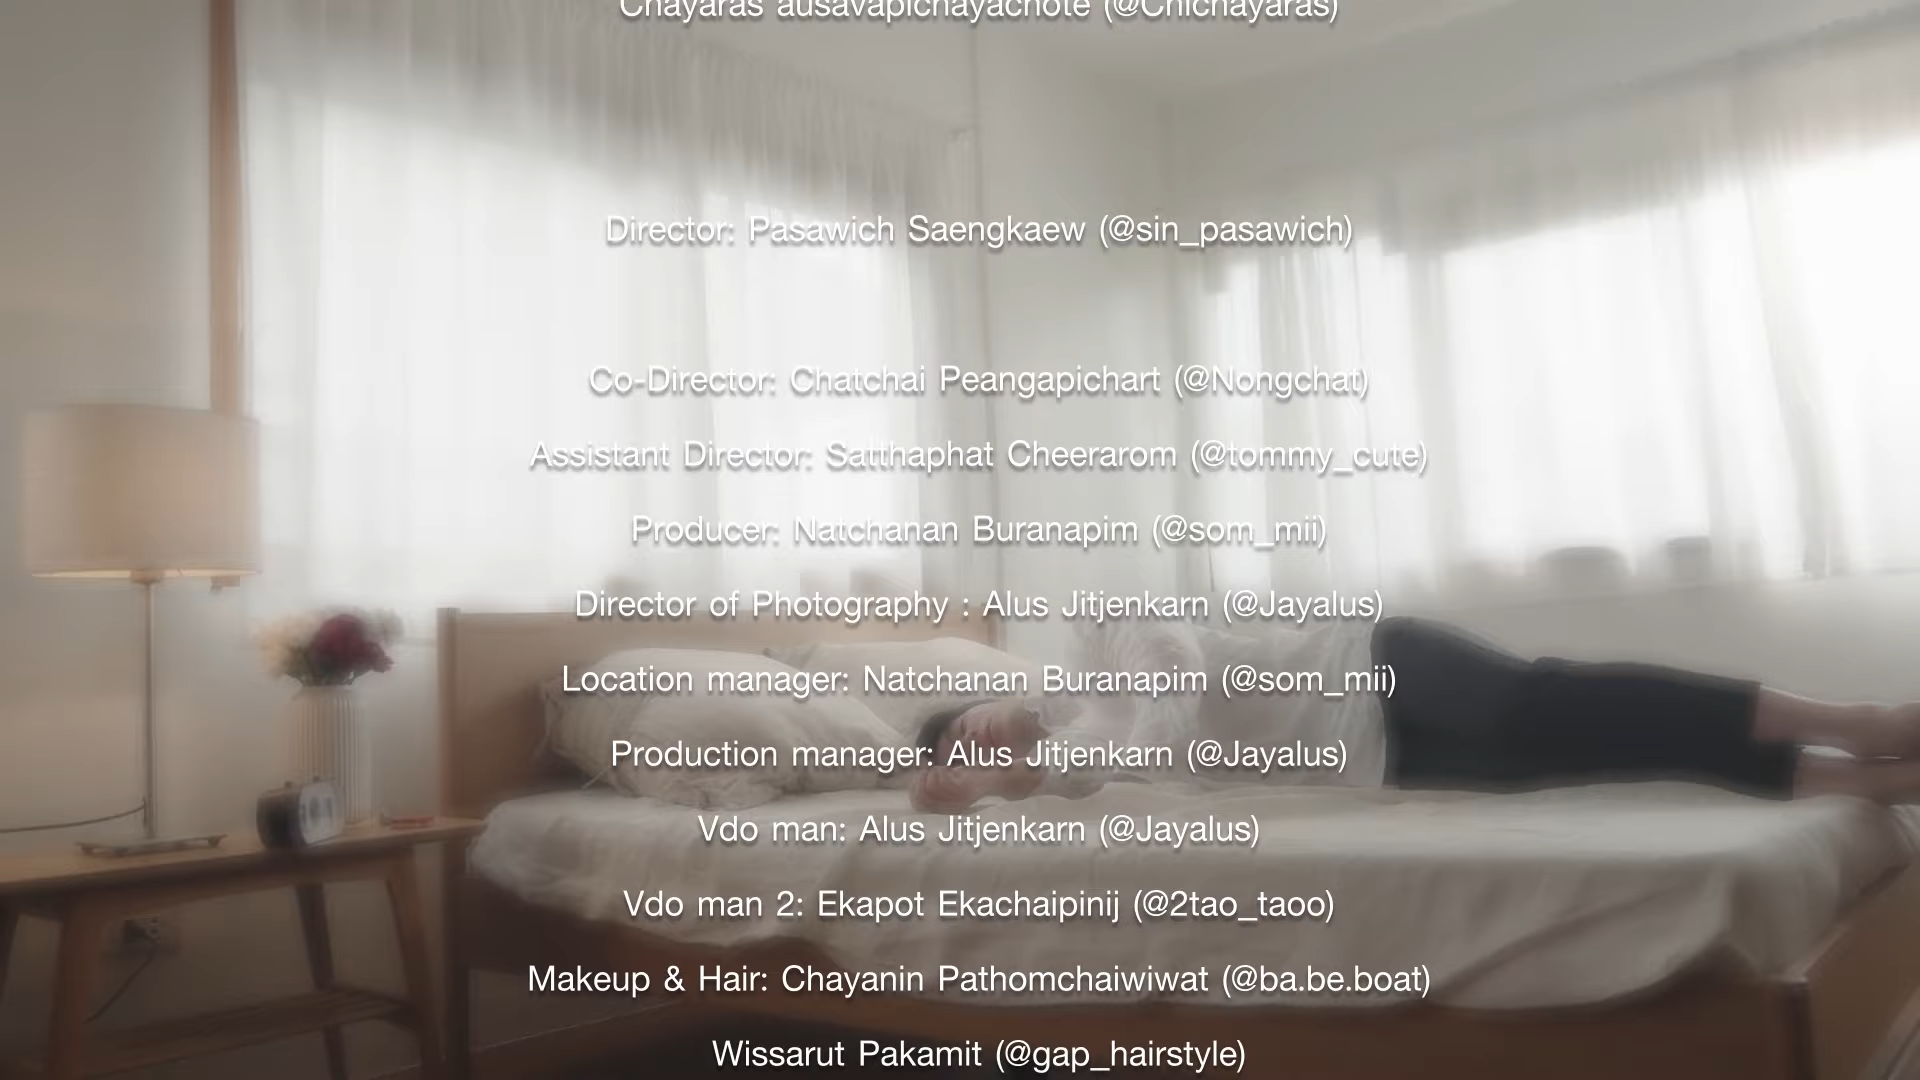 Chayaras ausavapichayachote (@Chichayaras)
Director: Pasawich Saengkaew (@sin_pasawich)
Co-Director: Chatchai Peangapichart (@Nongchat)
Assistant Director: Satthaphat Cheerarom (@tommy_cute)
Producer: Natchanan Buranapim (@som_mii)
Director of Photography : Alus Jitjenkarn (@Jayalus)
Location manager: Natchanan Buranapim (@som_mii)
Production manager: Alus Jitjenkarn (@Jayalus)
Vdo man: Alus Jitjenkarn (@Jayalus)
Vdo man 2: Ekapot Ekachaipinij (@2tao_taoo)
Makeup & Hair: Chayanin Pathomchaiwiwat (@ba.be.boat)
Wissarut Pakamit (@gap_hairstyle)